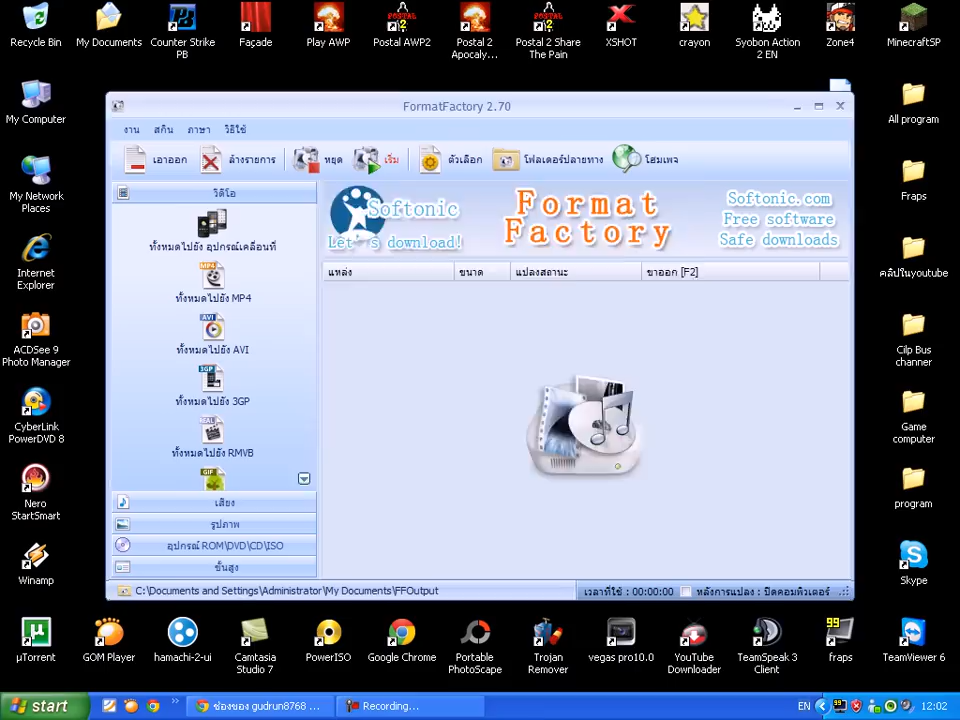 Recycle Bin
My Documents
Counter Strike
PB
Façade
Play AWP
Postal AWP2
Postal 2
Apocaly...
Postal 2 Share
The Pain
XSHOT
crayon
Syobon Action
2 EN
Zone4
MinecraftSP
My Computer
My Network
Places
Internet
Explorer
ACDSee 9
Photo Manager
CyberLink
PowerDVD 8
Nero
StartSmart
Winamp
FormatFactory 2.70
งาน
สกิน
ภาษา
วิธีใช้
เอาออก
ล้างรายการ
หยุด
เริ่ม
ตัวเลือก
โฟลเดอร์ปลายทาง
โฮมเพจ
วิดีโอ
ทั้งหมดไปยัง อุปกรณ์เคลื่อนที่
MP4
ทั้งหมดไปยัง MP4
AVI
ทั้งหมดไปยัง AVI
3GP
ทั้งหมดไปยัง 3GP
ทั้งหมดไปยัง RMVB
GIF
เสียง
รูปภาพ
อุปกรณ์ ROM\DVD\CD\ISO
ขั้นสูง
Softonic
Let's download!
Format
Factory
Softonic.com
Free software
Safe downloads
แหล่ง
ขนาด
แปลงสถานะ
ขาออก [F2]
C:\Documents and Settings\Administrator\My Documents\FFOutput
เวลาที่ใช้ : 00:00:00
หลังการแปลง : ปิดคอมพิวเตอร์
All program
Fraps
คลิปในyoutube
Cilp Bus
channer
Game
computer
program
Skype
µTorrent
GOM Player
hamachi-2-ui
Camtasia
Studio 7
PowerISO
Google Chrome
Portable
PhotoScape
Trojan
Remover
vegas pro10.0
YouTube
Downloader
TeamSpeak 3
Client
99
fraps
TeamViewer 6
start
ช่องของ gudrun8768 ...
Recording...
EN
99
12:02